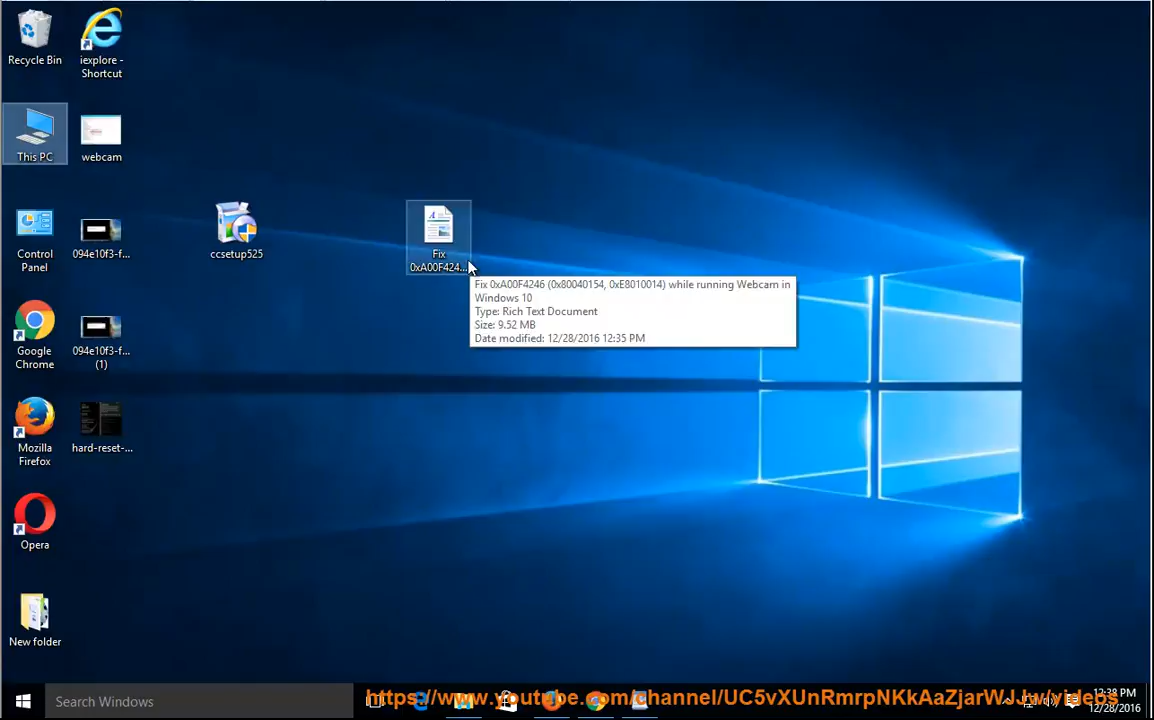 Recycle Bin
iexplore -
Shortcut
This PC
webcam
Control
Panel
094e10f3-f...
ccsetup525
Fix
0xA00F424...
Fix 0xA00F4246 (0x80040154, 0xE8010014) while running Webcam in
Windows 10
Type: Rich Text Document
Size: 9.52 MB
Date modified: 12/28/2016 12:35 PM
Google
Chrome
094e10f3-f...
(1)
Mozilla
Firefox
hard-reset-...
Opera
New folder
Search Windows
https://www.youtube.com/channel/UC5vXUnRmrpNKkAaZjarWJJw/videos
12:38 PM
12/28/2016